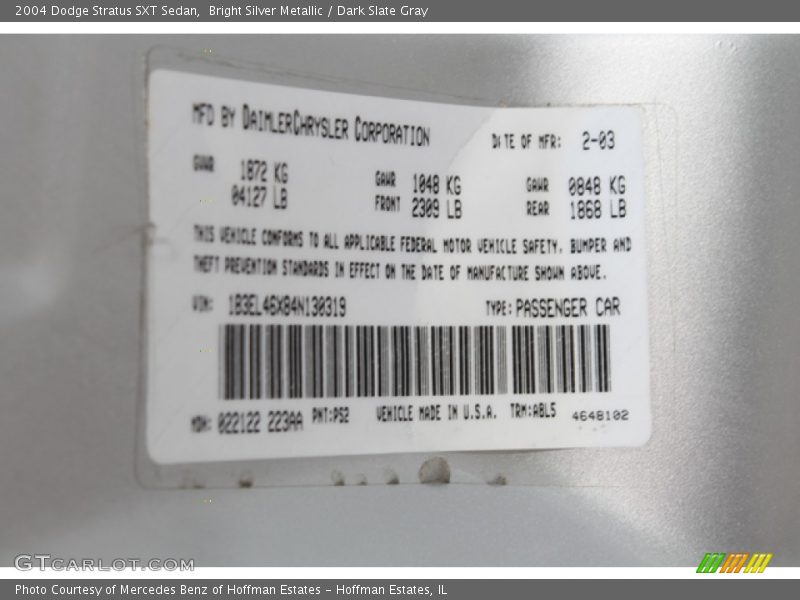 2004 Dodge Stratus SXT Sedan,  Bright Silver Metallic / Dark Slate Gray
MFD BY DAIMLERCHRYSLER CORPORATION DATE OF MFR: 2-03
GVWR 1872 KG
04127 LB
GAWR 1048 KG
FRONT 2309 LB
GAWR 0848 KG
REAR 1868 LB
THIS VEHICLE CONFORMS TO ALL APPLICABLE FEDERAL MOTOR VEHICLE SAFETY, BUMPER AND
THEFT PREVENTION STANDARDS IN EFFECT ON THE DATE OF MANUFACTURE SHOWN ABOVE.
VIN: 1B3EL46X84N130319 TYPE: PASSENGER CAR
MDH: 022122 223AA PNT:PS2 VEHICLE MADE IN U.S.A. TRM:ABL5 4648102
GTCARLOT.COM
Photo Courtesy of Mercedes Benz of Hoffman Estates - Hoffman Estates, IL